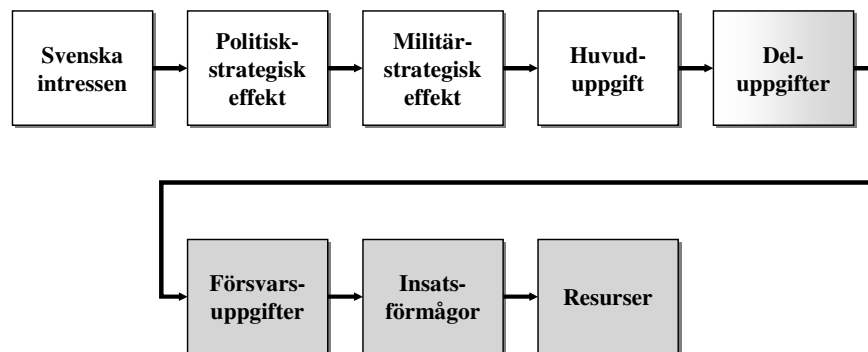 Svenska
intressen
Politisk-
strategisk
effekt
Militär-
strategisk
effekt
Huvud-
uppgift
Del-
uppgifter
Försvars-
uppgifter
Insats-
förmågor
Resurser